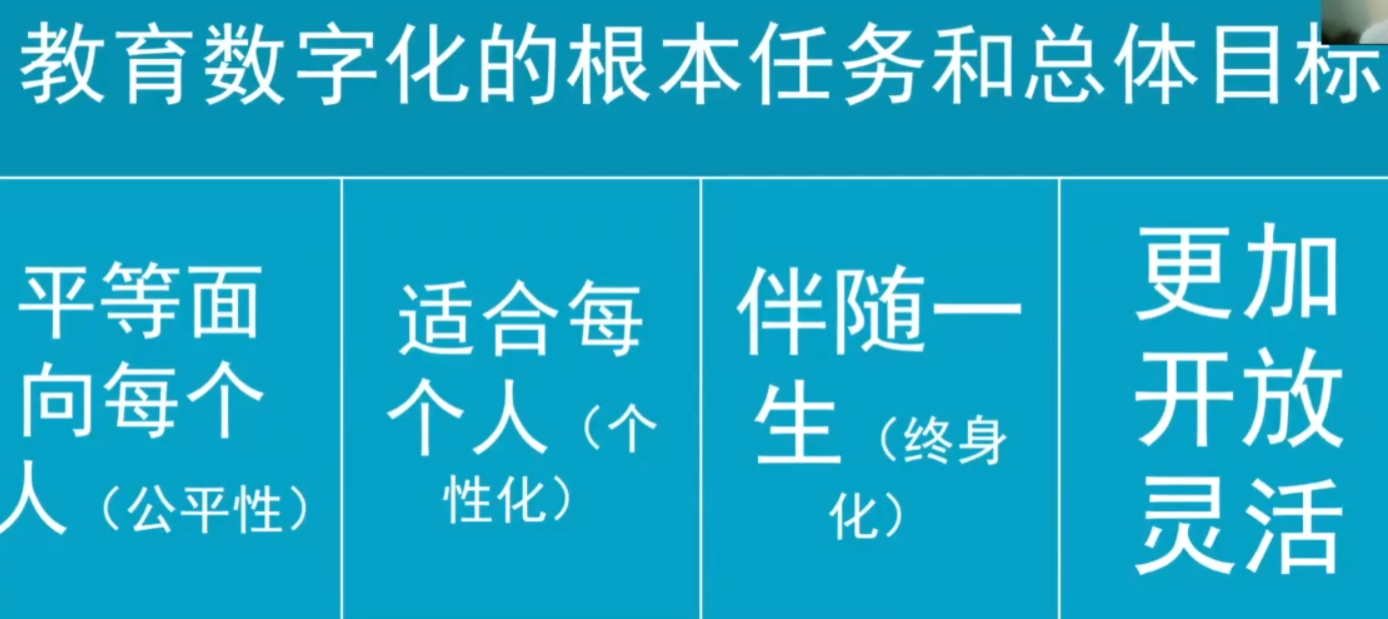 教育数字化的根本任务和总体目标
平等面
向每个
人（公平性）
适合每
个人（个
性化）
伴随一
生（终身
化）
更加
开放
灵活